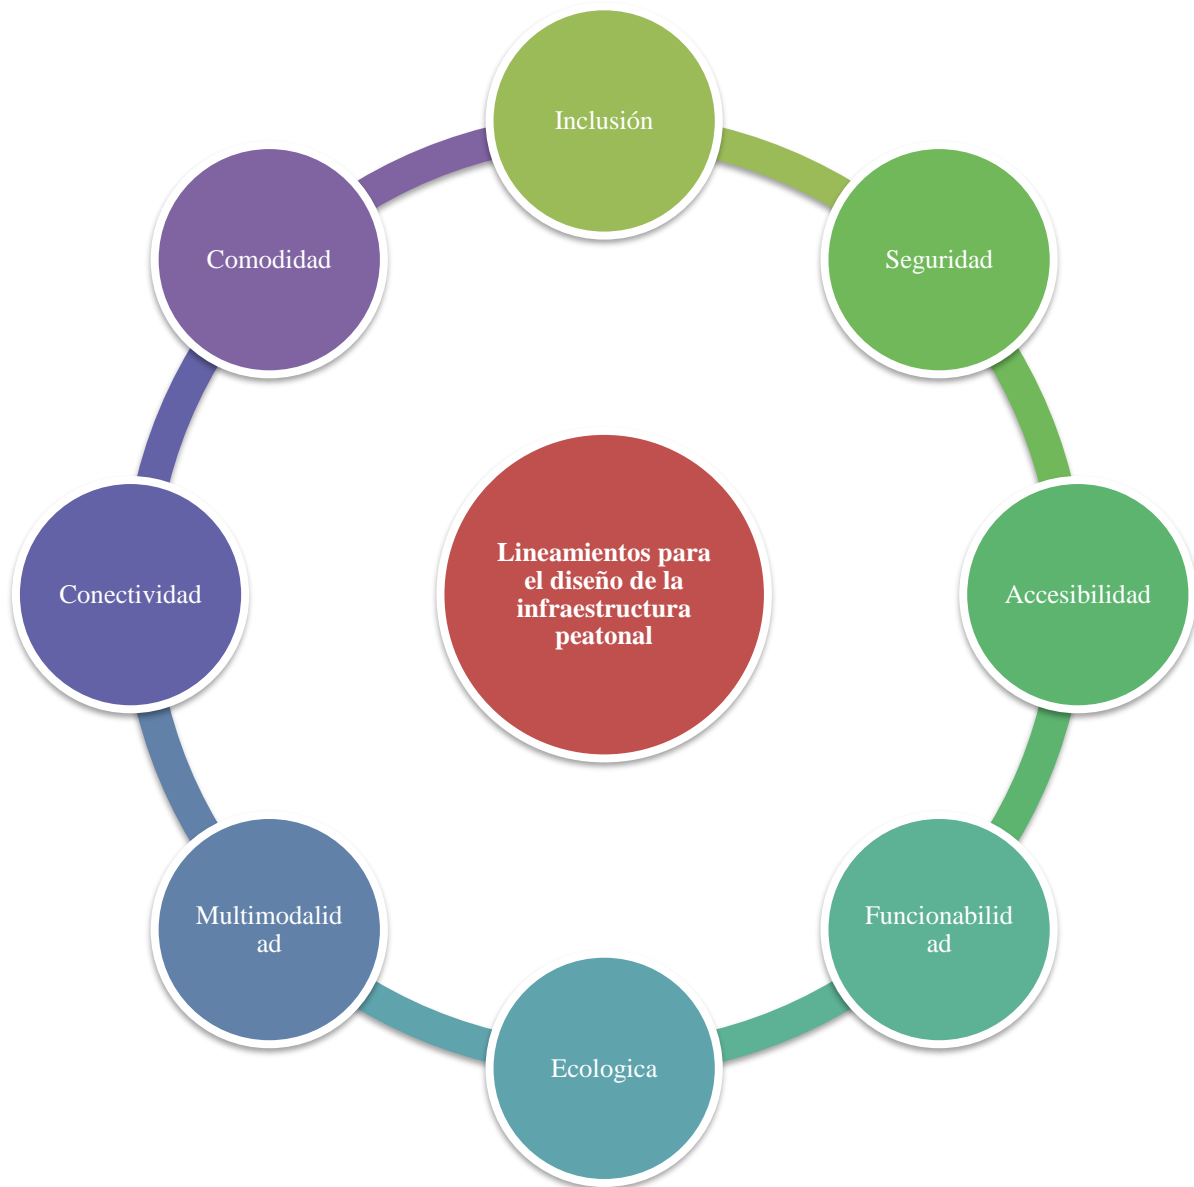 Inclusión
Seguridad
Accesibilidad
Funcionabilid
ad
Ecologica
Multimodalid
ad
Conectividad
Comodidad
Lineamientos para
el diseño de la
infraestructura
peatonal